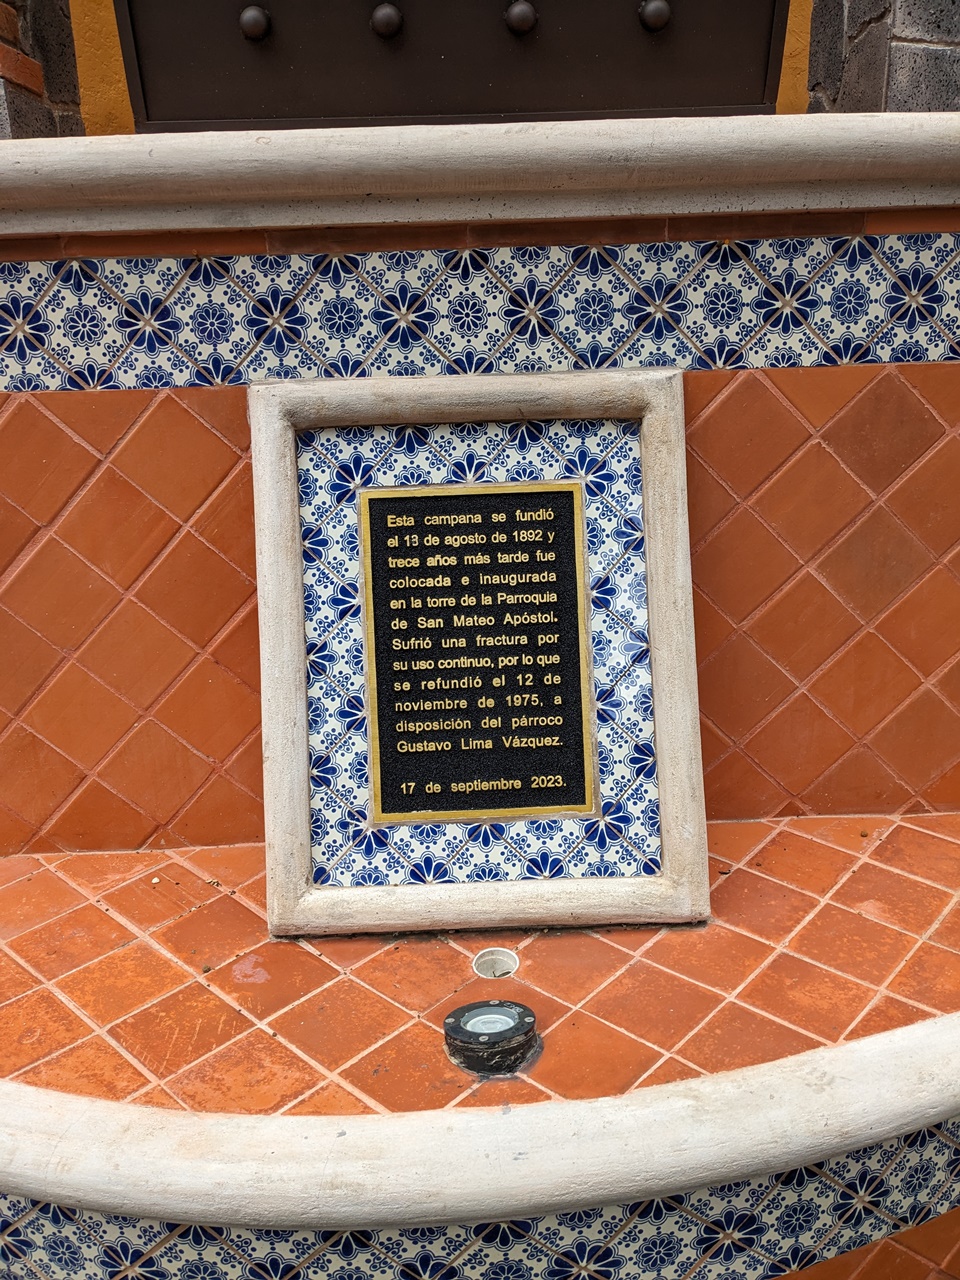 Esta campana se fundió
el 13 de agosto de 1892 y
trece años más tarde fue
colocada e inaugurada
en la torre de la Parroquia
de San Mateo Apóstol.
Sufrió una fractura por
su uso continuo, por lo que
se refundió el 12 de
noviembre de 1975, a
disposición del párroco
Gustavo Lima Vázquez.
17 de septiembre 2023.